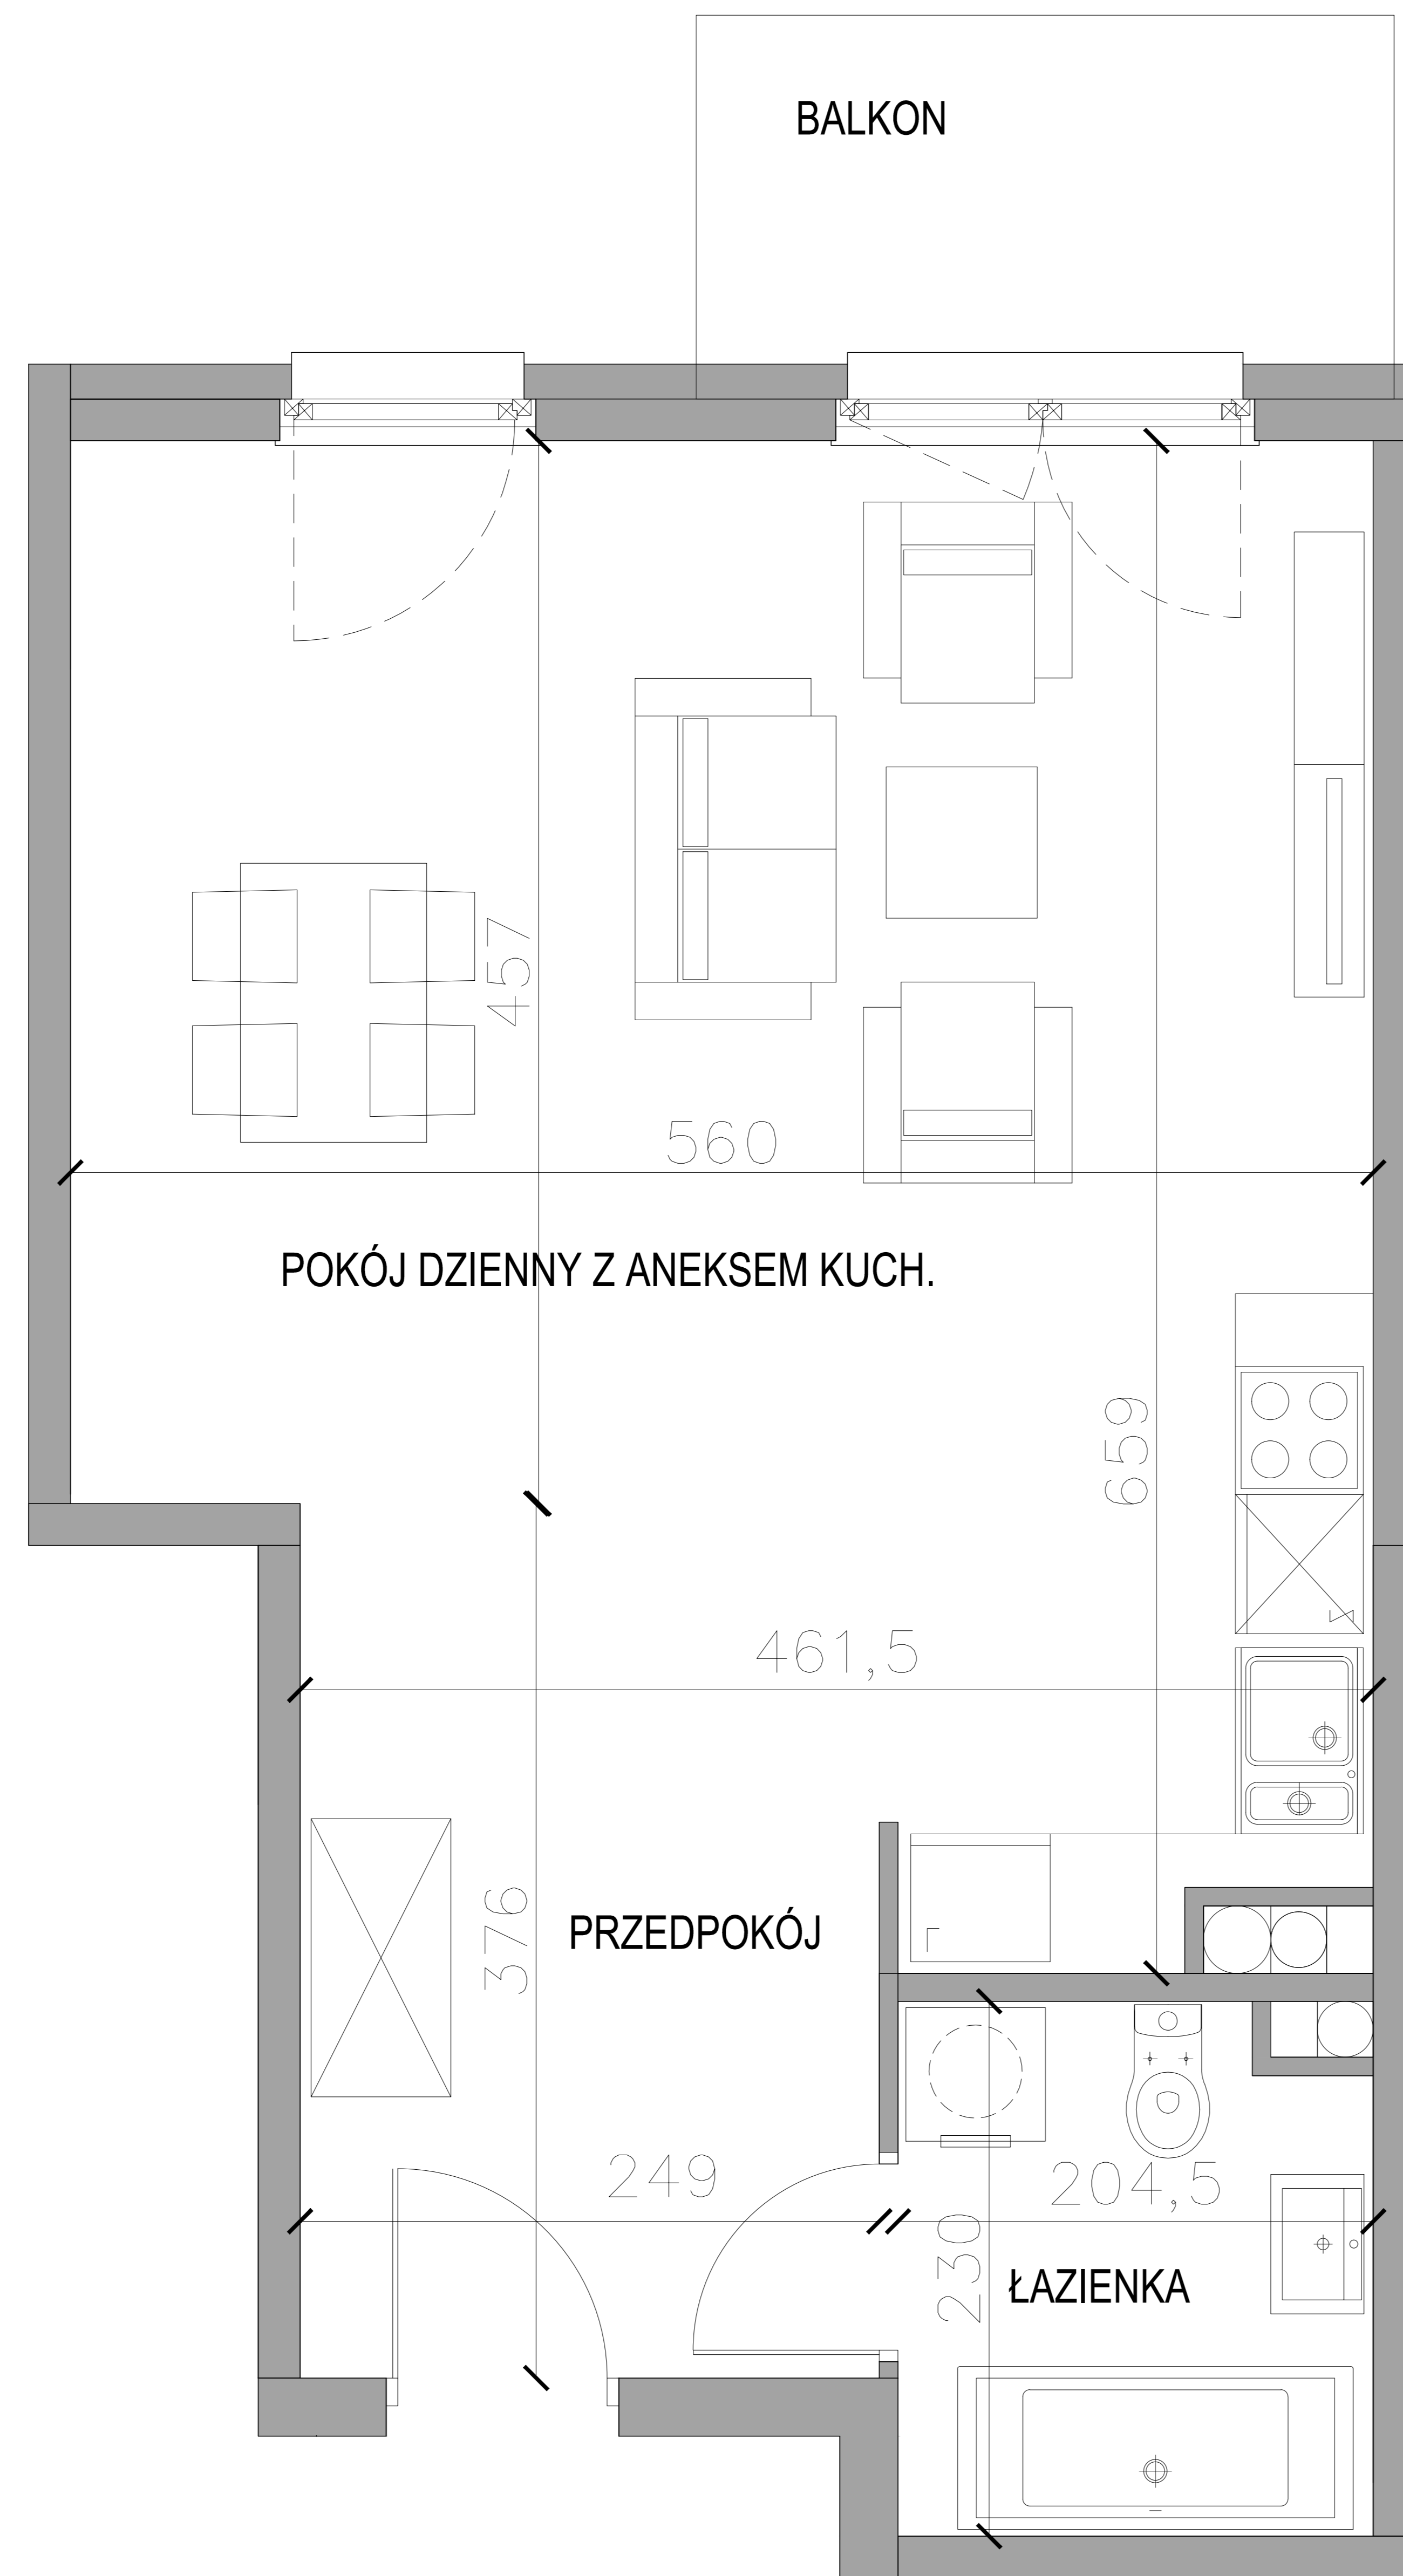 BALKON
457
560
POKÓJ DZIENNY Z ANEKSEM KUCH.
659
461,5
376
PRZEDPOKÓJ
249
204,5
230
ŁAZIENKA